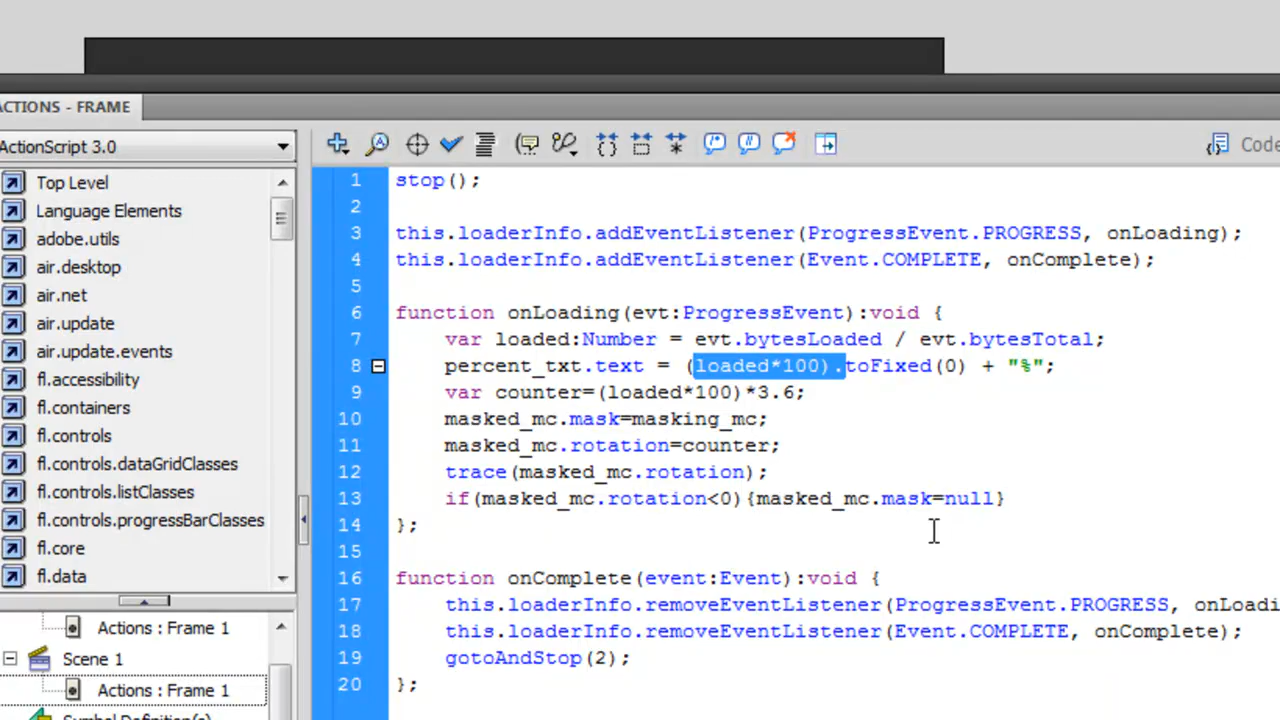 ACTIONS - FRAME
ActionScript 3.0
Code
Top Level
Language Elements
adobe.utils
air.desktop
air.net
air.update
air.update.events
fl.accessibility
fl.containers
fl.controls
fl.controls.dataGridClasses
fl.controls.listClasses
fl.controls.progressBarClasses
fl.core
fl.data
Actions : Frame 1
Scene 1
Actions : Frame 1
Symbol Definition(s)
1 stop();
2
3 this.loaderInfo.addEventListener(ProgressEvent.PROGRESS, onLoading);
4 this.loaderInfo.addEventListener(Event.COMPLETE, onComplete);
5
6 function onLoading(evt:ProgressEvent):void {
7 var loaded:Number = evt.bytesLoaded / evt.bytesTotal;
8 percent_txt.text = (loaded*100).toFixed(0) + "%";
9 var counter=(loaded*100)*3.6;
10 masked_mc.mask=masking_mc;
11 masked_mc.rotation=counter;
12 trace(masked_mc.rotation);
13 if(masked_mc.rotation<0){masked_mc.mask=null}
14 };
15
16 function onComplete(event:Event):void {
17 this.loaderInfo.removeEventListener(ProgressEvent.PROGRESS, onLoadi
18 this.loaderInfo.removeEventListener(Event.COMPLETE, onComplete);
19 gotoAndStop(2);
20 };